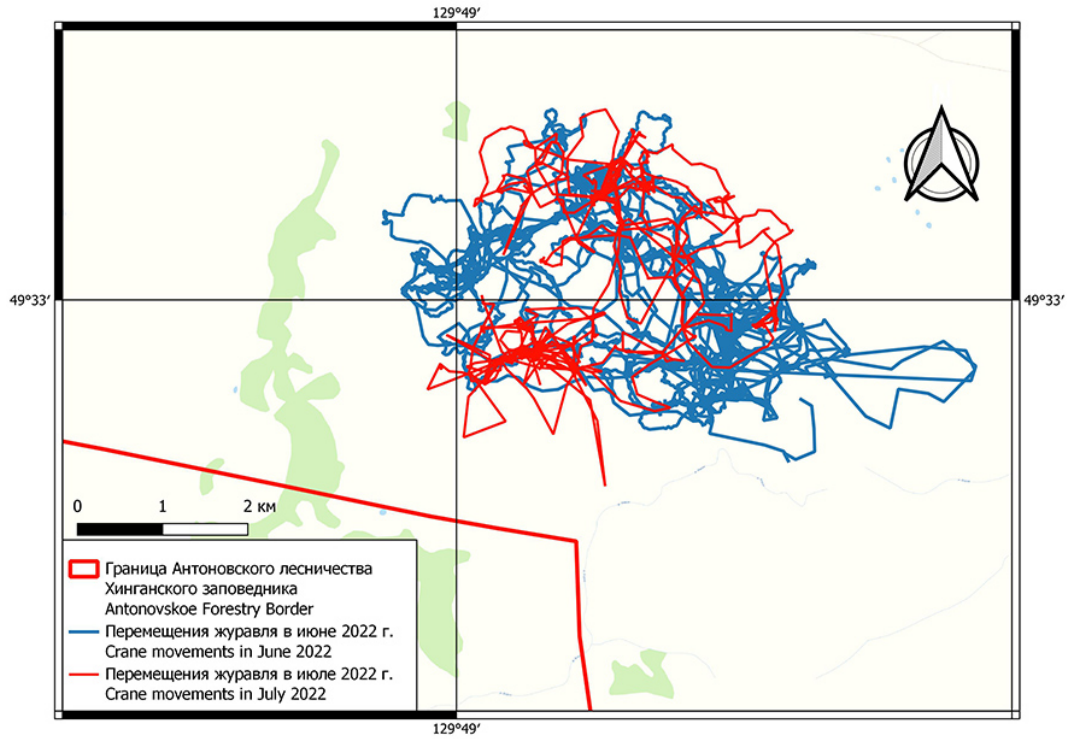 129°49′
49°33′
49°33′
0 1 2 км
Граница Антоновского лесничества
Хинганского заповедника
Antonovskoe Forestry Border
Перемещения журавля в июне 2022 г.
Crane movements in June 2022
Перемещения журавля в июле 2022 г.
Crane movements in July 2022
129°49′